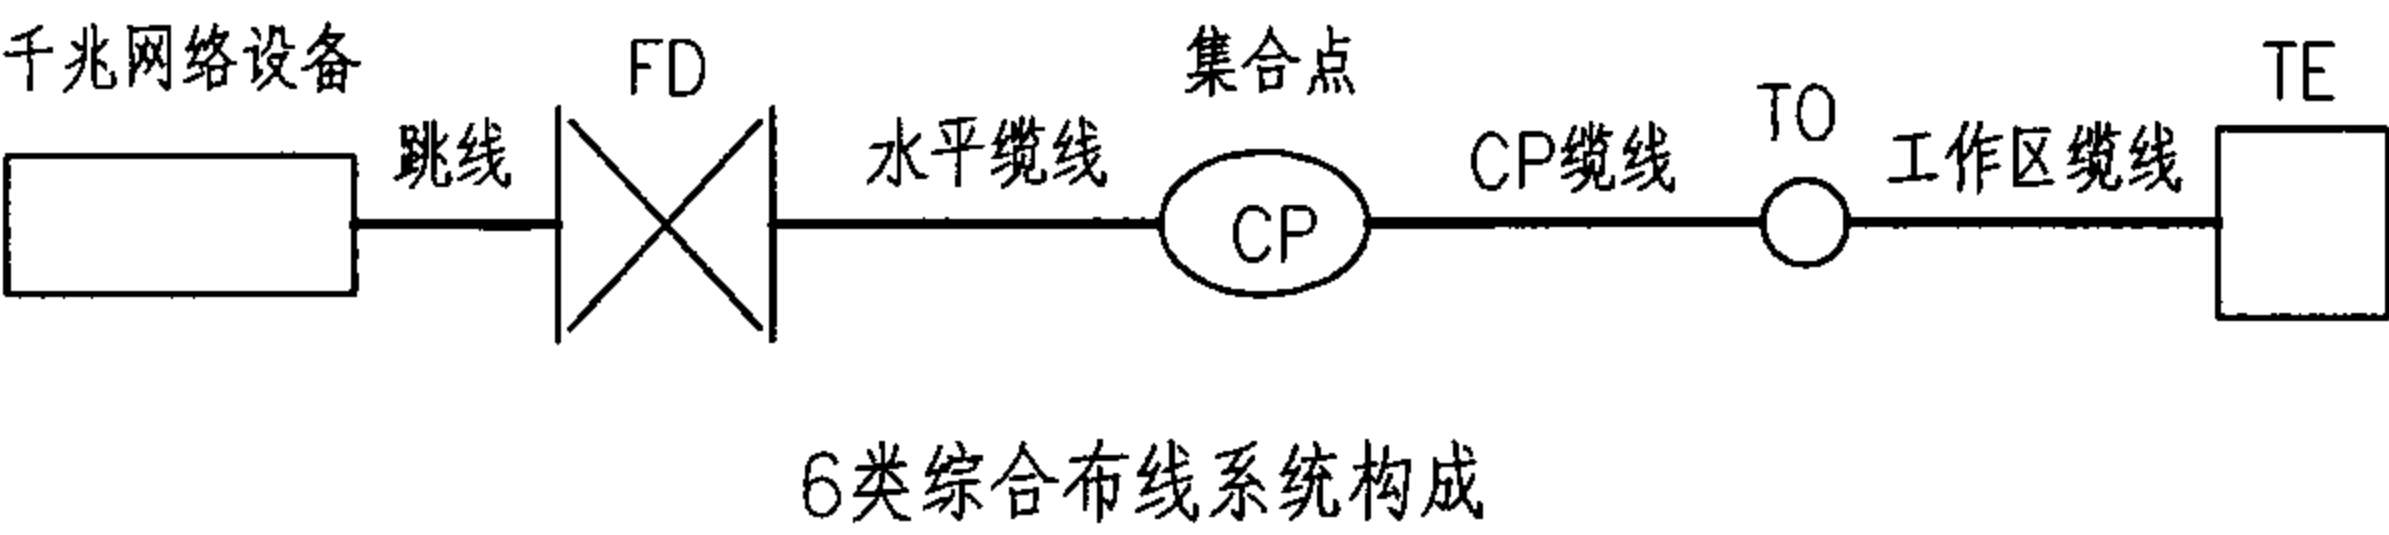 千兆网络设备
跳线
FD
水平缆线
集合点
CP
CP缆线
TO
工作区缆线
TE
6类综合布线系统构成